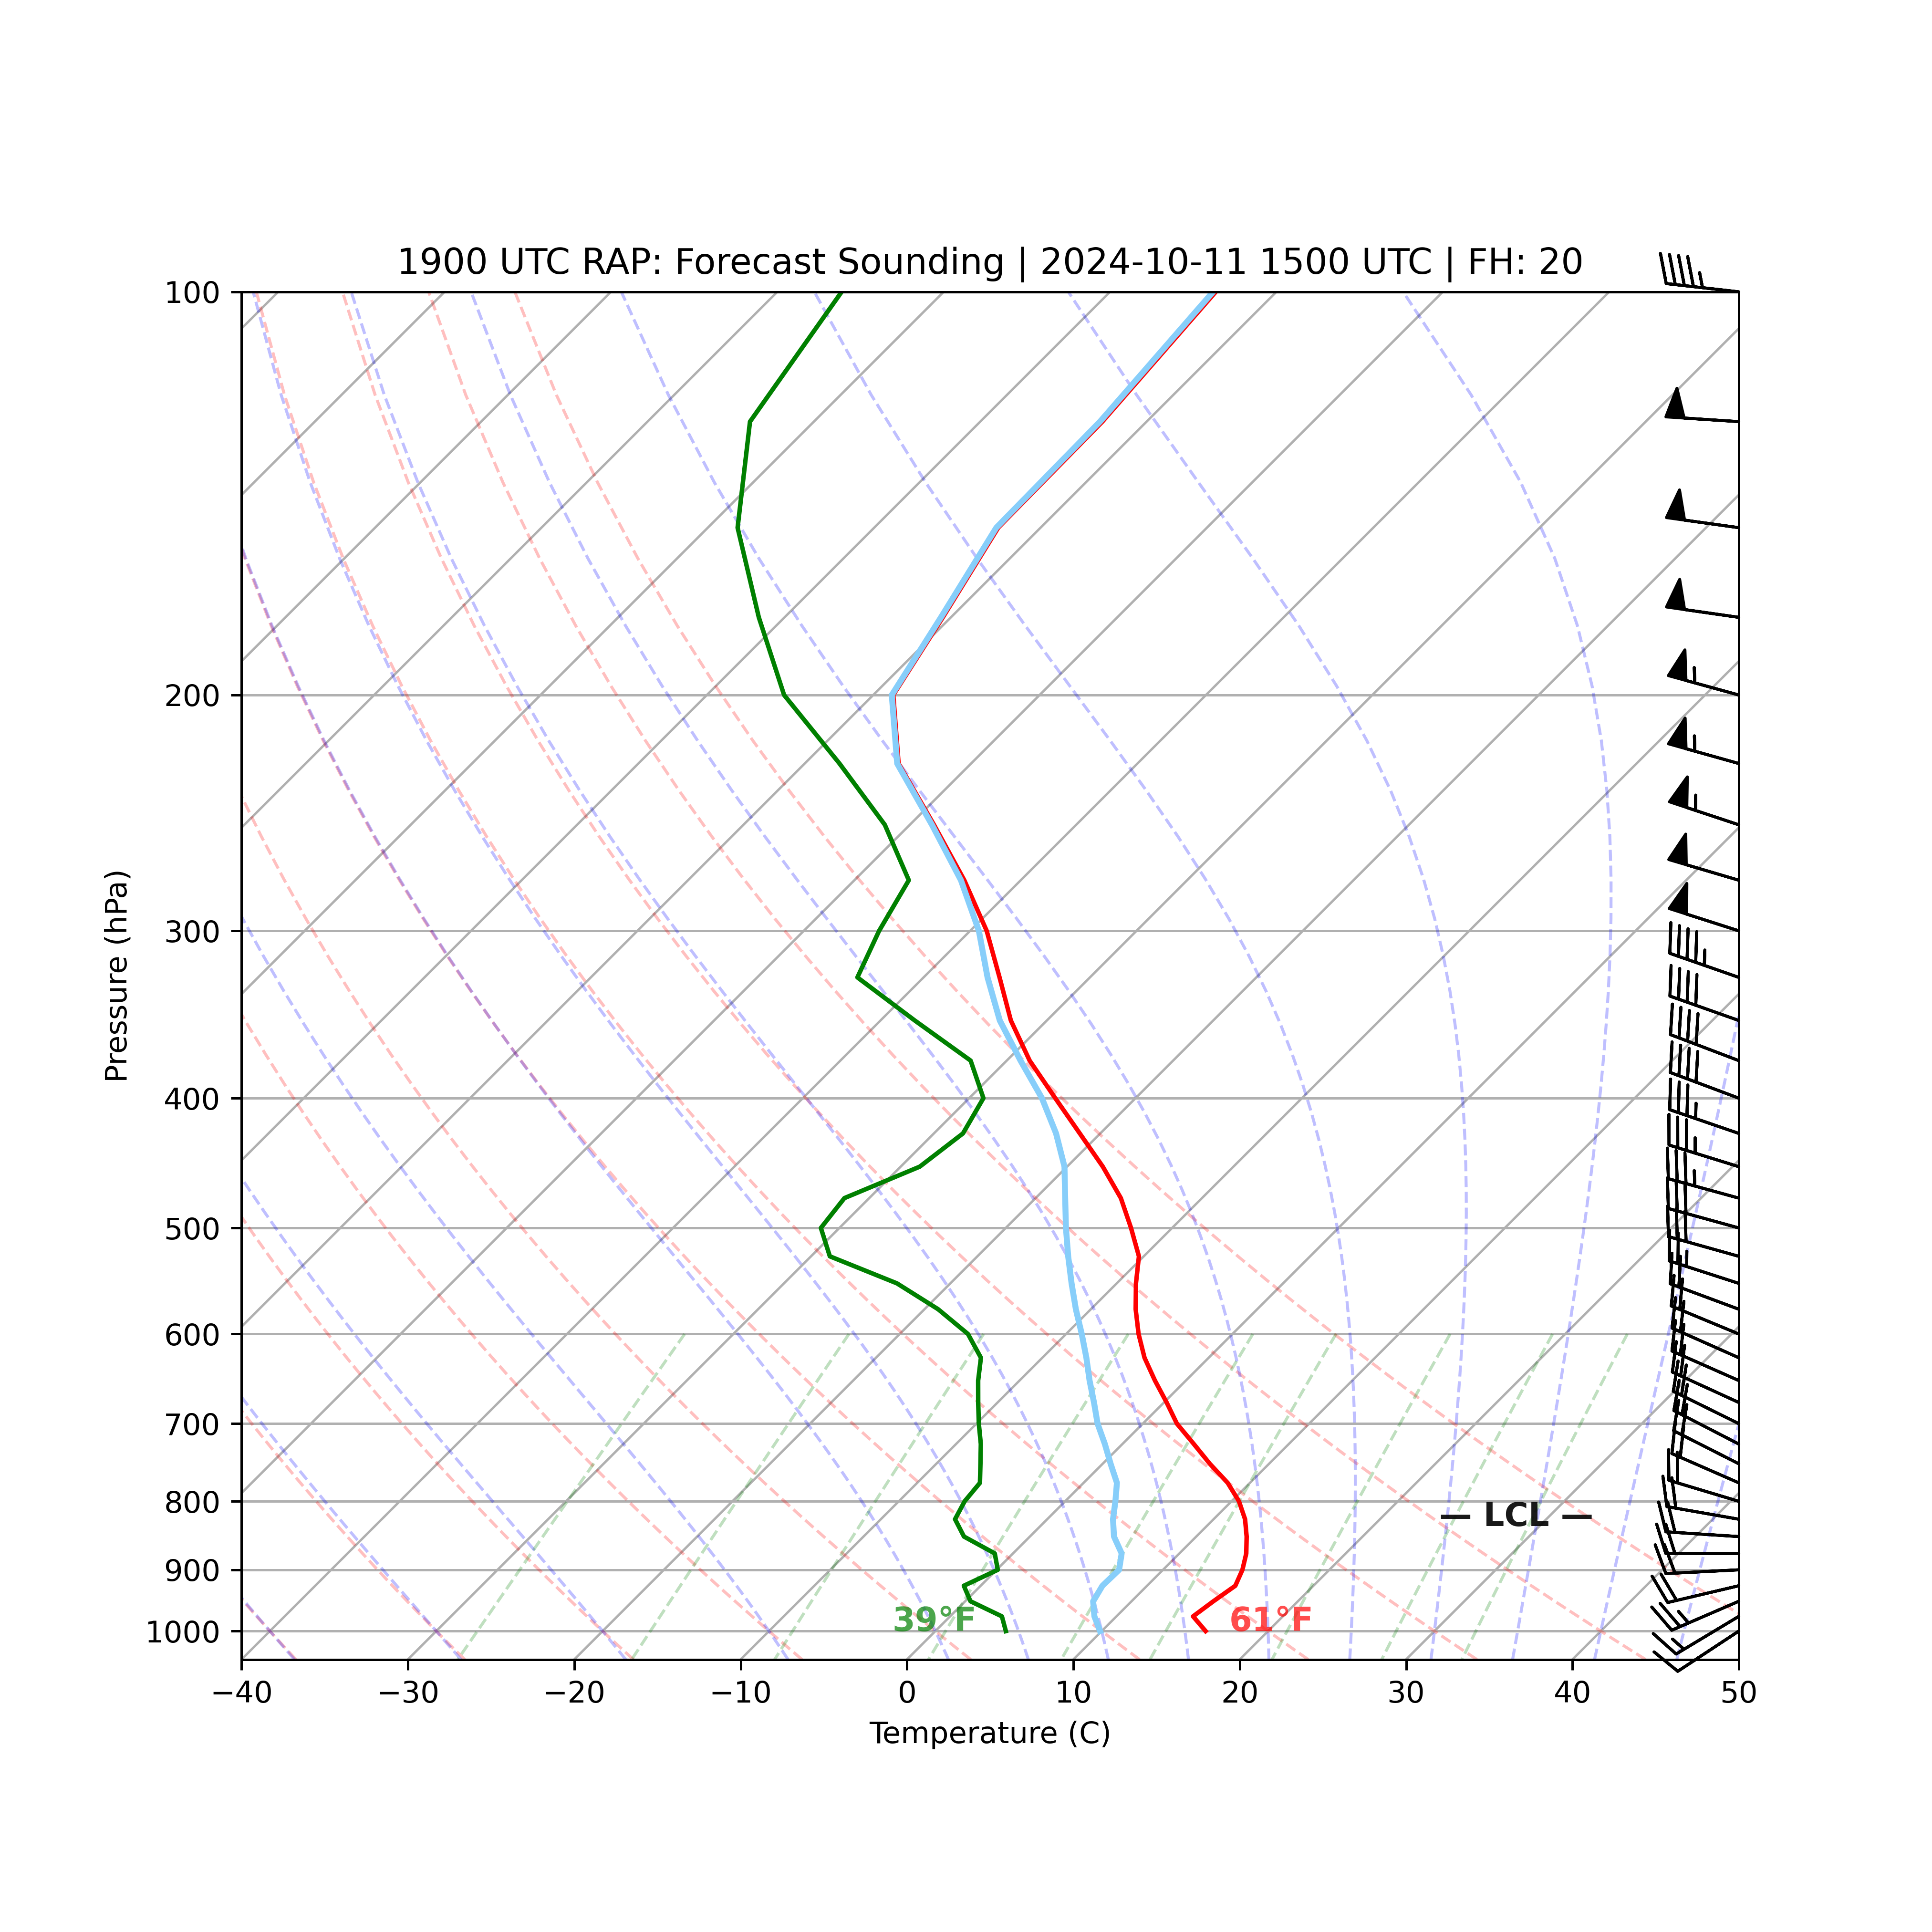 1900 UTC RAP: Forecast Sounding | 2024-10-11 1500 UTC | FH: 20
100
200
300
400
500
600
700
800
900
1000
Pressure (hPa)
— LCL —
39°F
61°F
−40 −30 −20 −10 0 10 20 30 40 50
Temperature (C)